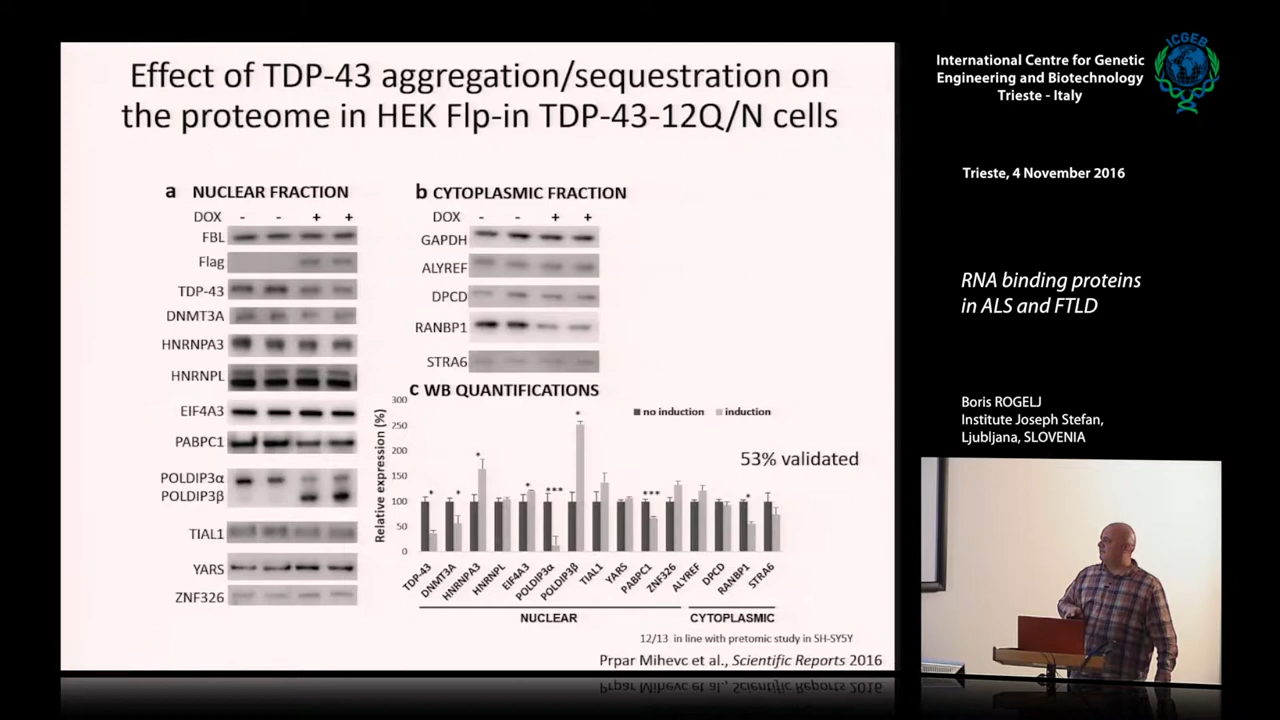 Effect of TDP-43 aggregation/sequestration on
the proteome in HEK Flp-in TDP-43-12Q/N cells
a NUCLEAR FRACTION
DOX - - + +
FBL
Flag
TDP-43
DNMT3A
HNRNPA3
HNRNPL
EIF4A3
PABPC1
POLDIP3α
POLDIP3β
TIAL1
YARS
ZNF326
b CYTOPLASMIC FRACTION
DOX - - + +
GAPDH
ALYREF
DPCD
RANBP1
STRA6
c WB QUANTIFICATIONS
Relative expression (%)
300
250
200
150
100
50
0
no induction induction
* * * * *** * *** *
53% validated
TDP-43 DNMT3A HNRNPA3 HNRNPL EIF4A3 POLDIP3α POLDIP3β TIAL1 YARS PABPC1 ZNF326 ALYREF DPCD RANBP1 STRA6
NUCLEAR CYTOPLASMIC
12/13 in line with pretomic study in SH-SY5Y
Prpar Mihevc et al., Scientific Reports 2016
International Centre for Genetic
Engineering and Biotechnology
Trieste - Italy
ICGEB
Trieste, 4 November 2016
RNA binding proteins
in ALS and FTLD
Boris ROGELJ
Institute Joseph Stefan,
Ljubljana, SLOVENIA